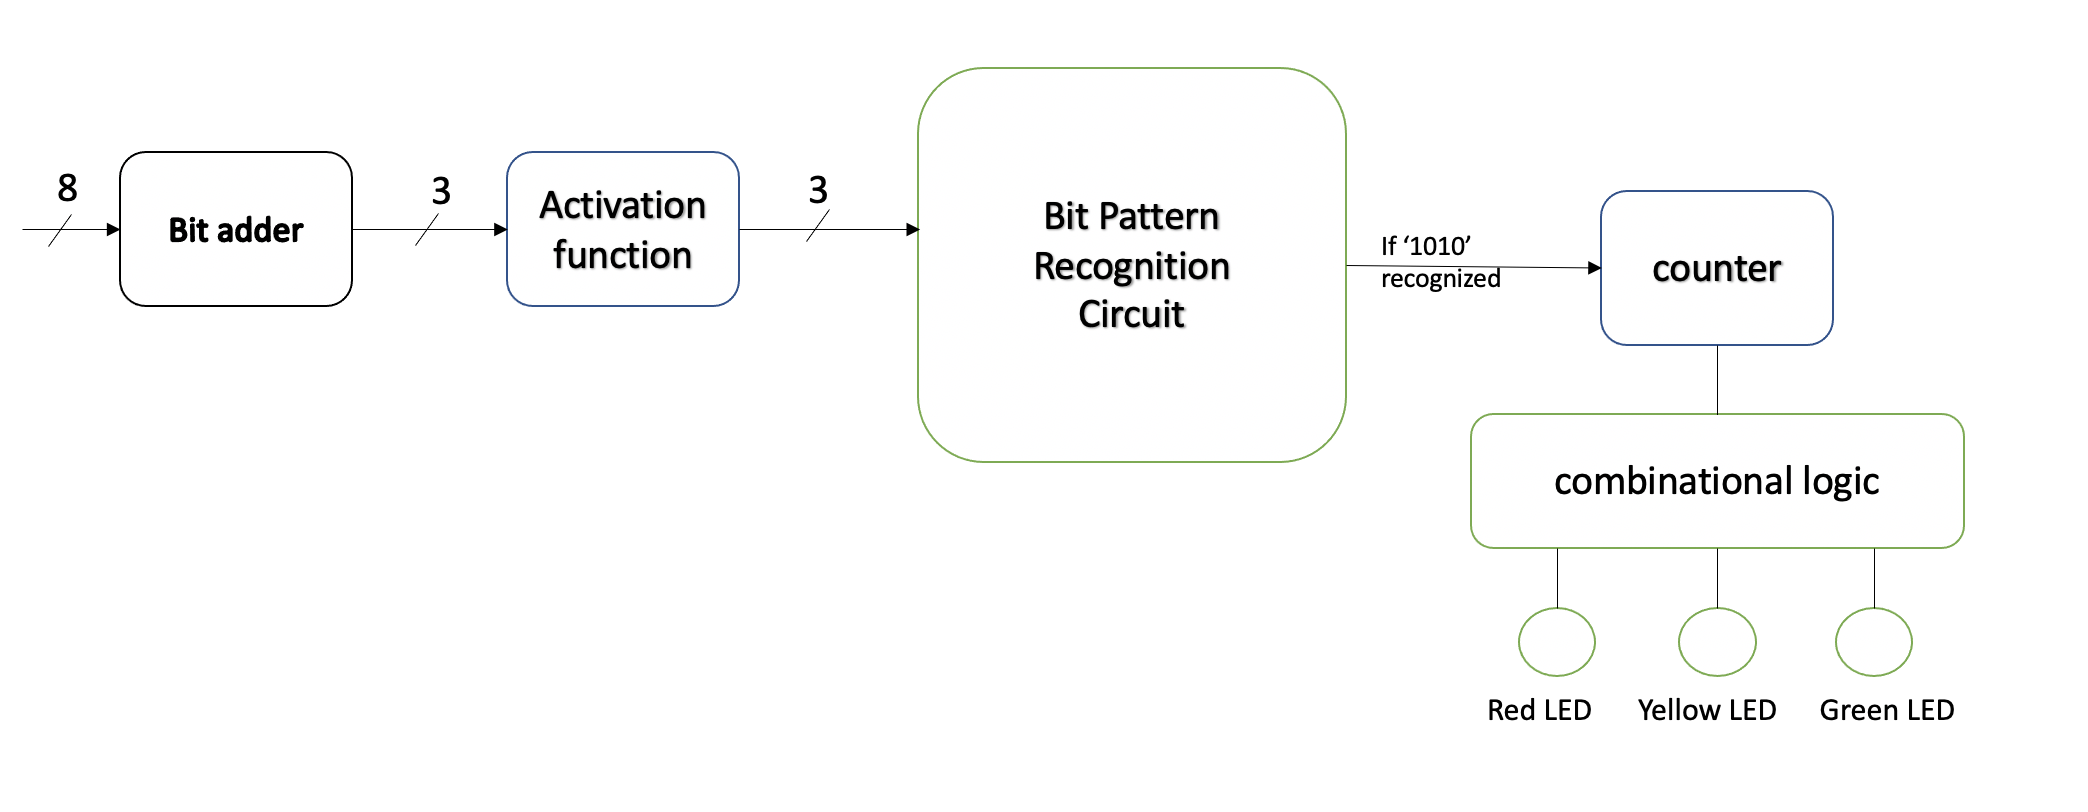 8
Bit adder
3
Activation
function
3
Bit Pattern
Recognition
Circuit
If ‘1010’
recognized
counter
combinational logic
Red LED
Yellow LED
Green LED